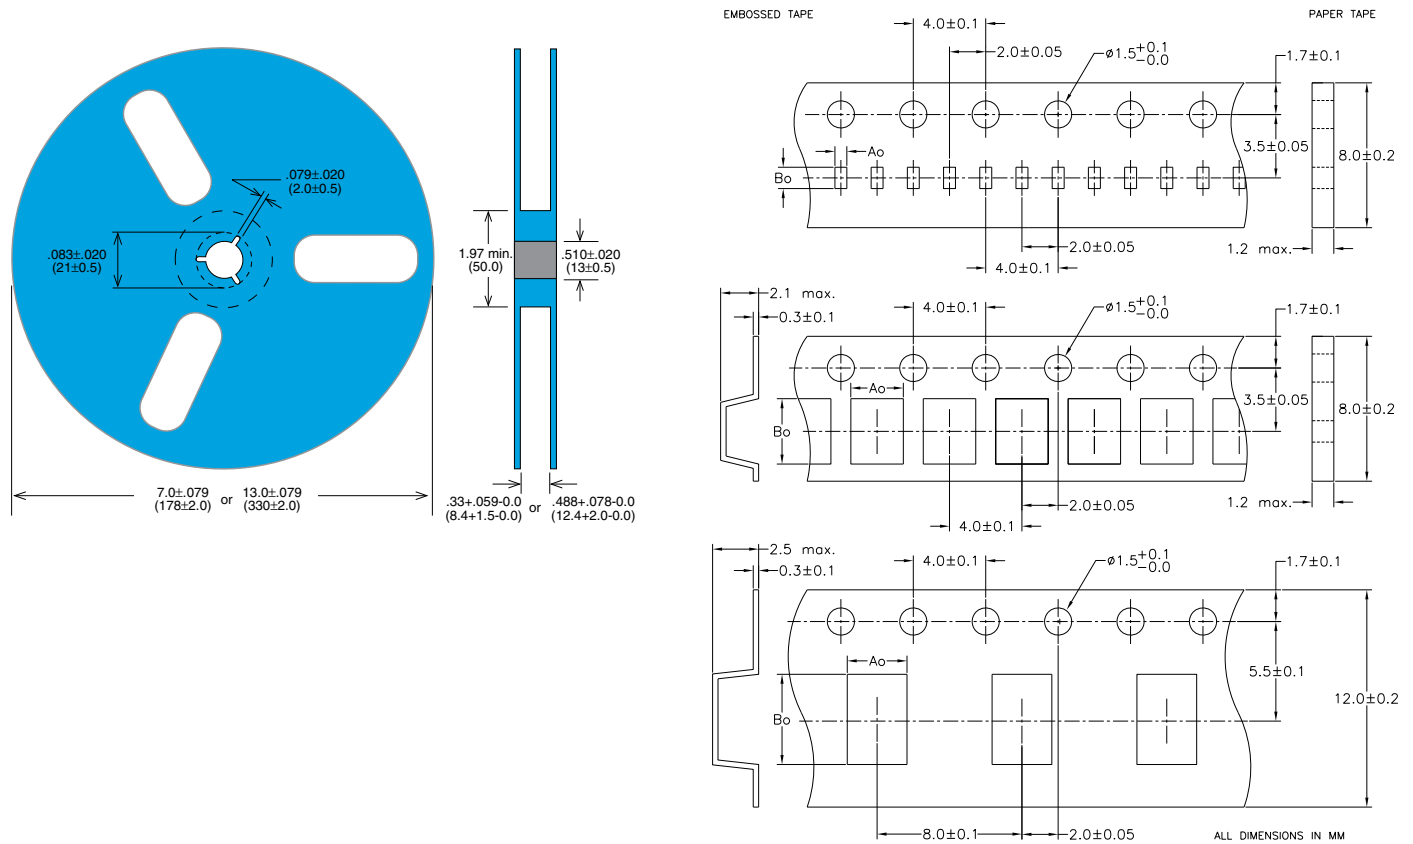 .079±.020
(2.0±0.5)
.083±.020
(21±0.5)
7.0±.079
(178±2.0)
or
13.0±.079
(330±2.0)
1.97 min.
(50.0)
.510±.020
(13±0.5)
.33+.059-0.0
(8.4+1.5-0.0)
or
.488+.078-0.0
(12.4+2.0-0.0)
EMBOSSED TAPE
PAPER TAPE
4.0±0.1
2.0±0.05
ø1.5+0.1
-0.0
1.7±0.1
Ao
Bo
3.5±0.05
8.0±0.2
2.0±0.05
4.0±0.1
1.2 max.
2.1 max.
0.3±0.1
4.0±0.1
ø1.5+0.1
-0.0
1.7±0.1
Ao
Bo
3.5±0.05
8.0±0.2
2.0±0.05
4.0±0.1
1.2 max.
2.5 max.
0.3±0.1
4.0±0.1
ø1.5+0.1
-0.0
1.7±0.1
Ao
Bo
5.5±0.1
12.0±0.2
8.0±0.1
2.0±0.05
ALL DIMENSIONS IN MM